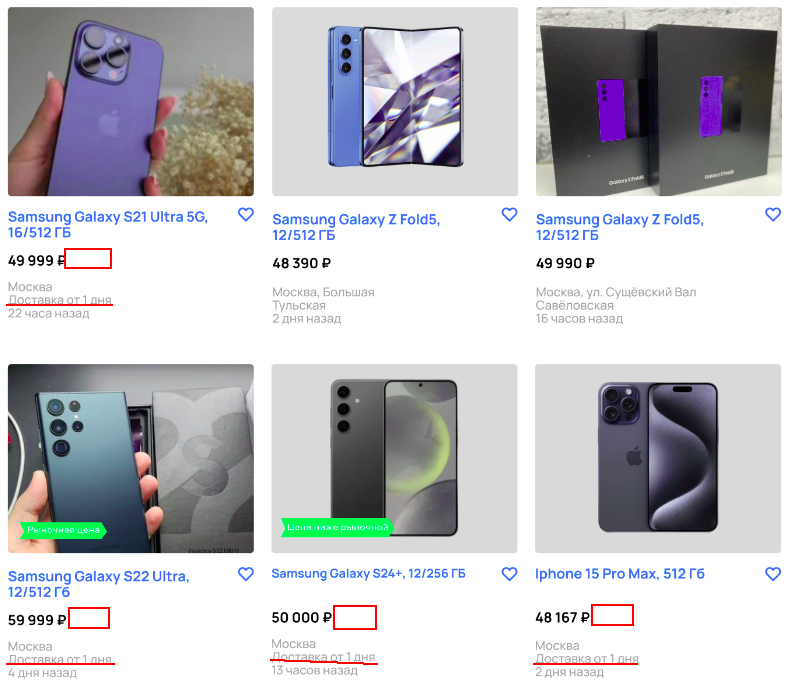 Galaxy Z Fold5
Galaxy Z Fold5
Samsung Galaxy S21 Ultra 5G,
16/512 ГБ
49 999 ₽
Москва
Доставка от 1 дня
22 часа назад
Samsung Galaxy Z Fold5,
12/512 ГБ
48 390 ₽
Москва, Большая
Тульская
2 дня назад
Samsung Galaxy Z Fold5,
12/512 ГБ
49 990 ₽
Москва, ул. Сущёвский Вал
Савёловская
16 часов назад
Рыночная цена
Samsung Galaxy S22 Ultra,
12/512 Гб
59 999 ₽
Москва
Доставка от 1 дня
4 дня назад
Цена ниже рыночной
Samsung Galaxy S24+, 12/256 ГБ
50 000 ₽
Москва
Доставка от 1 дня
13 часов назад
Iphone 15 Pro Max, 512 Гб
48 167 ₽
Москва
Доставка от 1 дня
2 дня назад